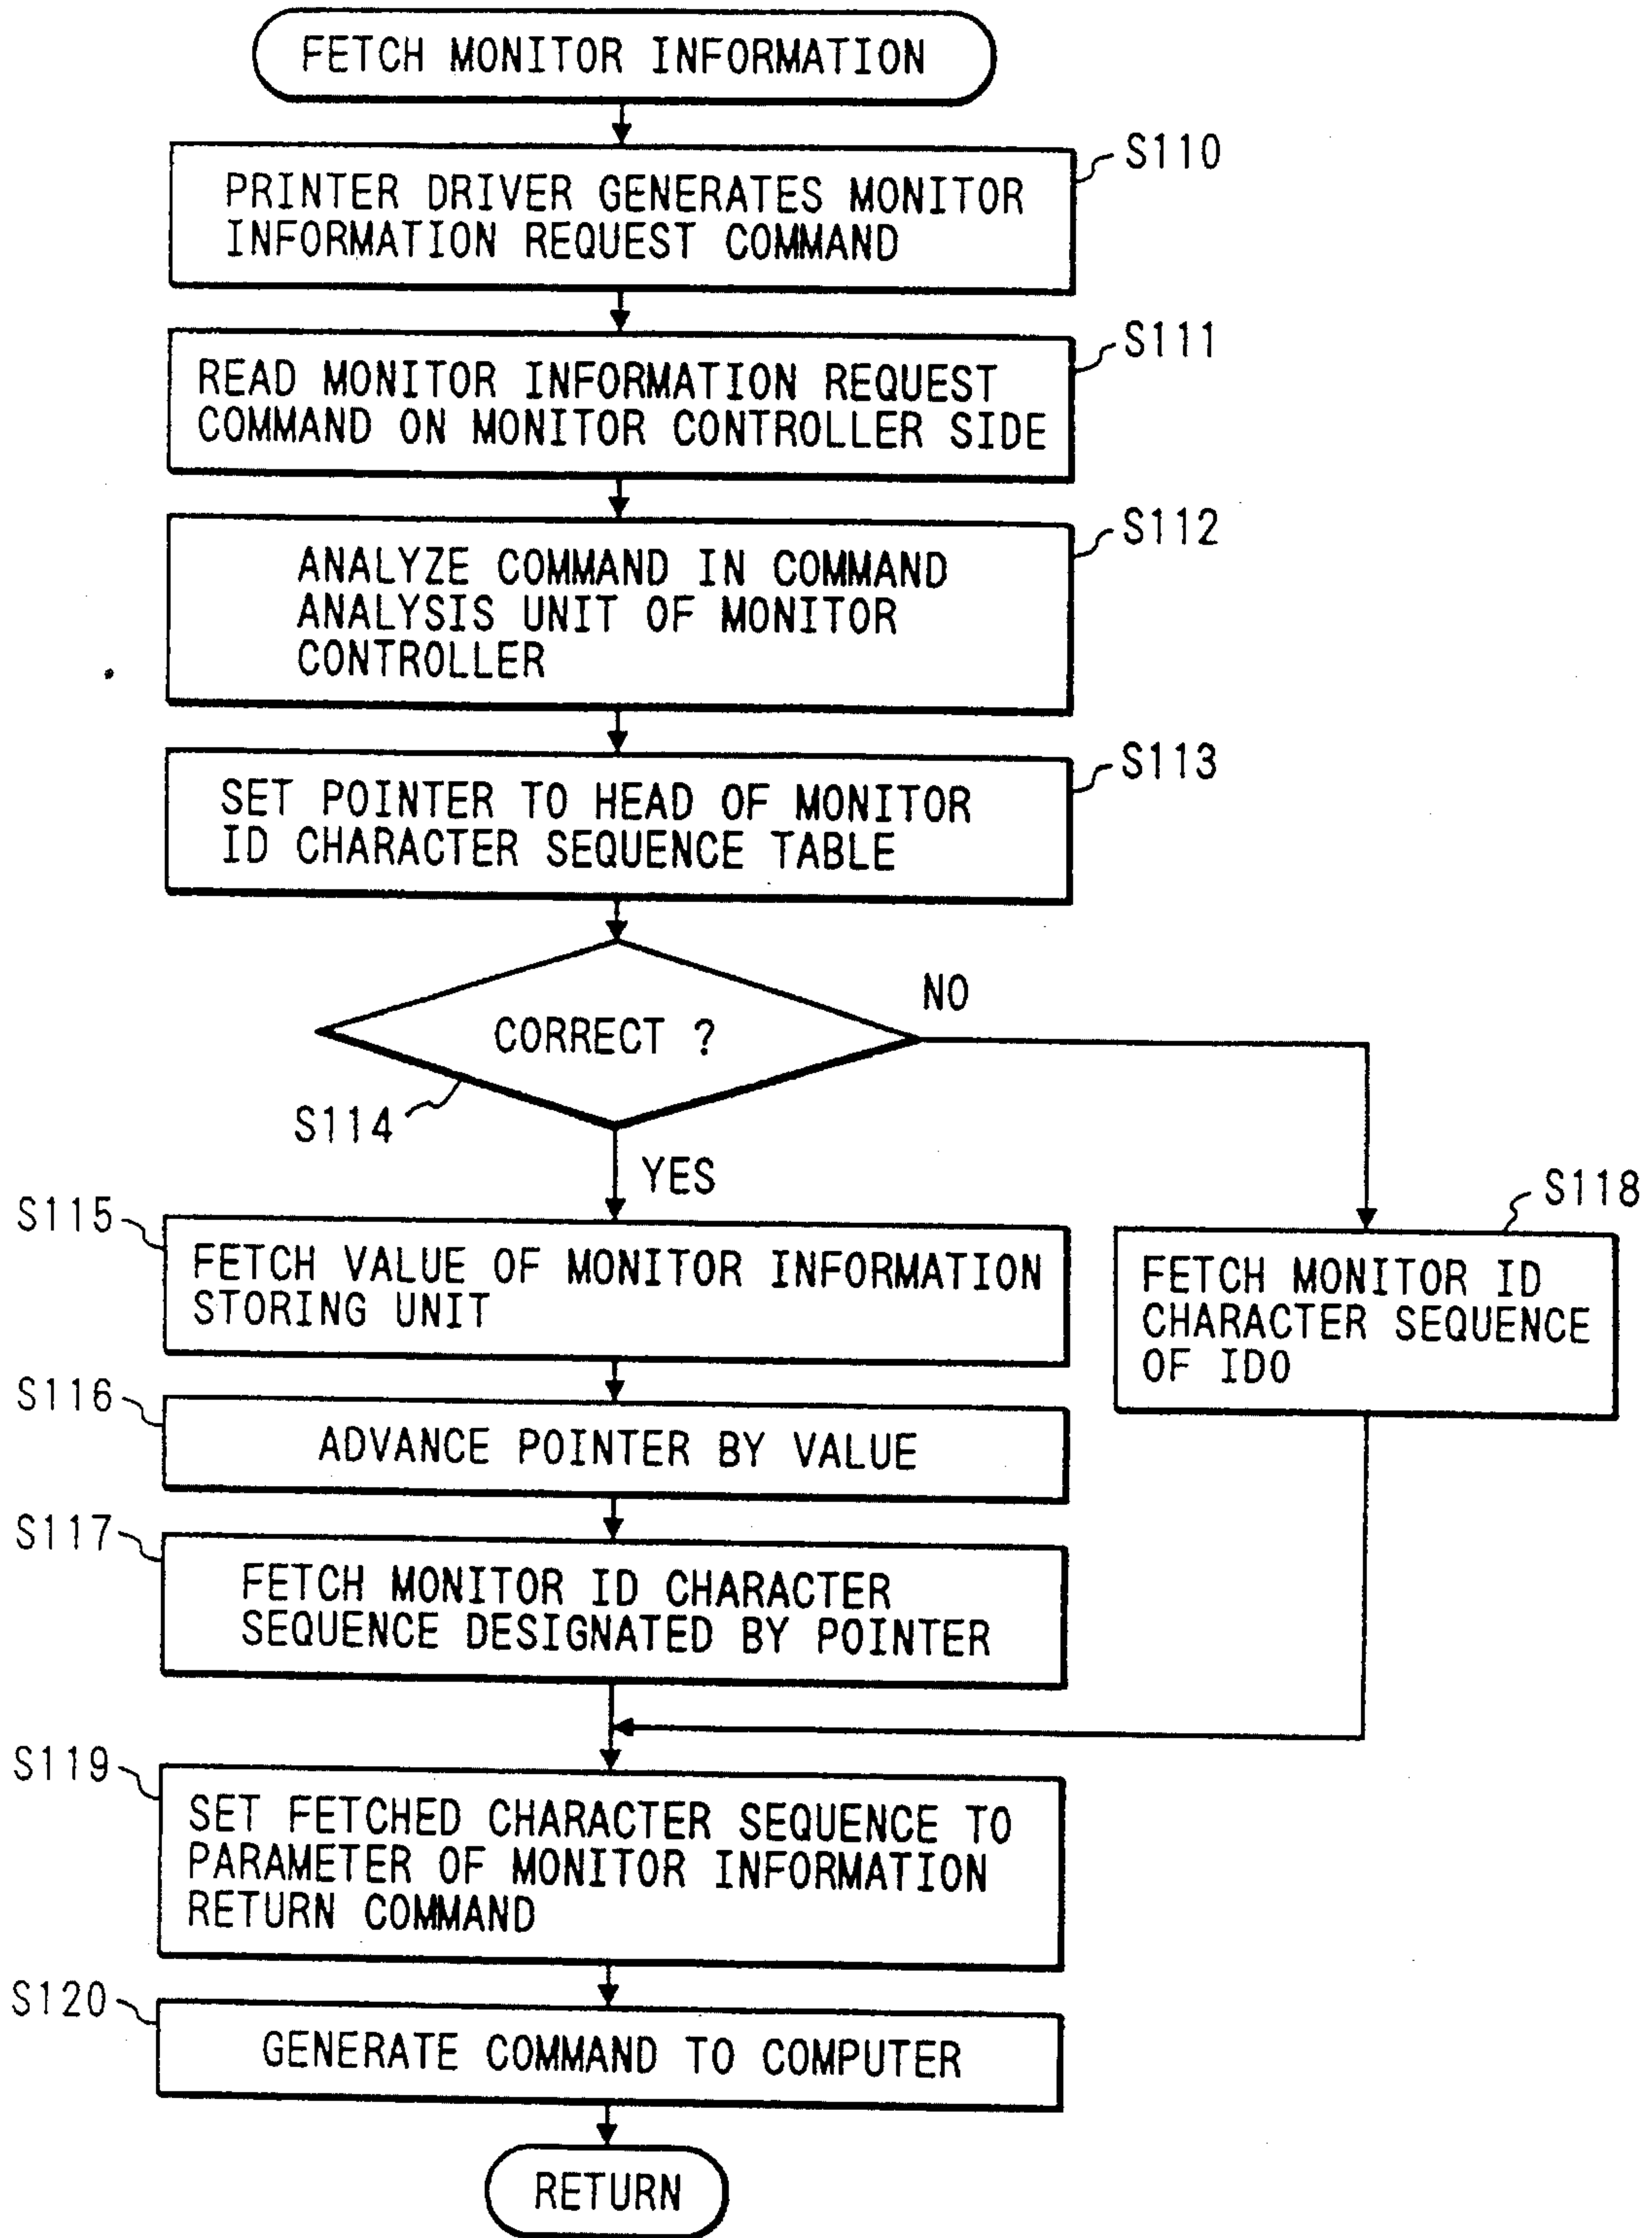 FETCH MONITOR INFORMATION
S110
PRINTER DRIVER GENERATES MONITOR
INFORMATION REQUEST COMMAND
S111
READ MONITOR INFORMATION REQUEST
COMMAND ON MONITOR CONTROLLER SIDE
S112
ANALYZE COMMAND IN COMMAND
ANALYSIS UNIT OF MONITOR
CONTROLLER
S113
SET POINTER TO HEAD OF MONITOR
ID CHARACTER SEQUENCE TABLE
CORRECT ?
NO
S114
YES
S115
FETCH VALUE OF MONITOR INFORMATION
STORING UNIT
S118
FETCH MONITOR ID
CHARACTER SEQUENCE
OF ID0
S116
ADVANCE POINTER BY VALUE
S117
FETCH MONITOR ID CHARACTER
SEQUENCE DESIGNATED BY POINTER
S119
SET FETCHED CHARACTER SEQUENCE TO
PARAMETER OF MONITOR INFORMATION
RETURN COMMAND
S120
GENERATE COMMAND TO COMPUTER
RETURN